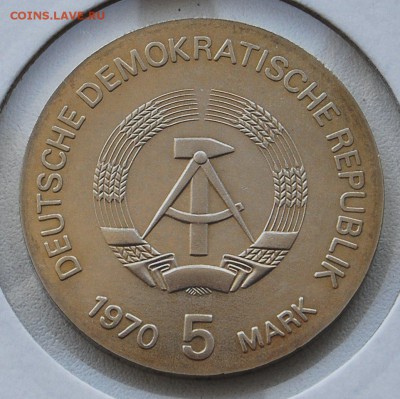 COINS.LAVE.RU
DEUTSCHE DEMOKRATISCHE REPUBLIK
1970 5 MARK